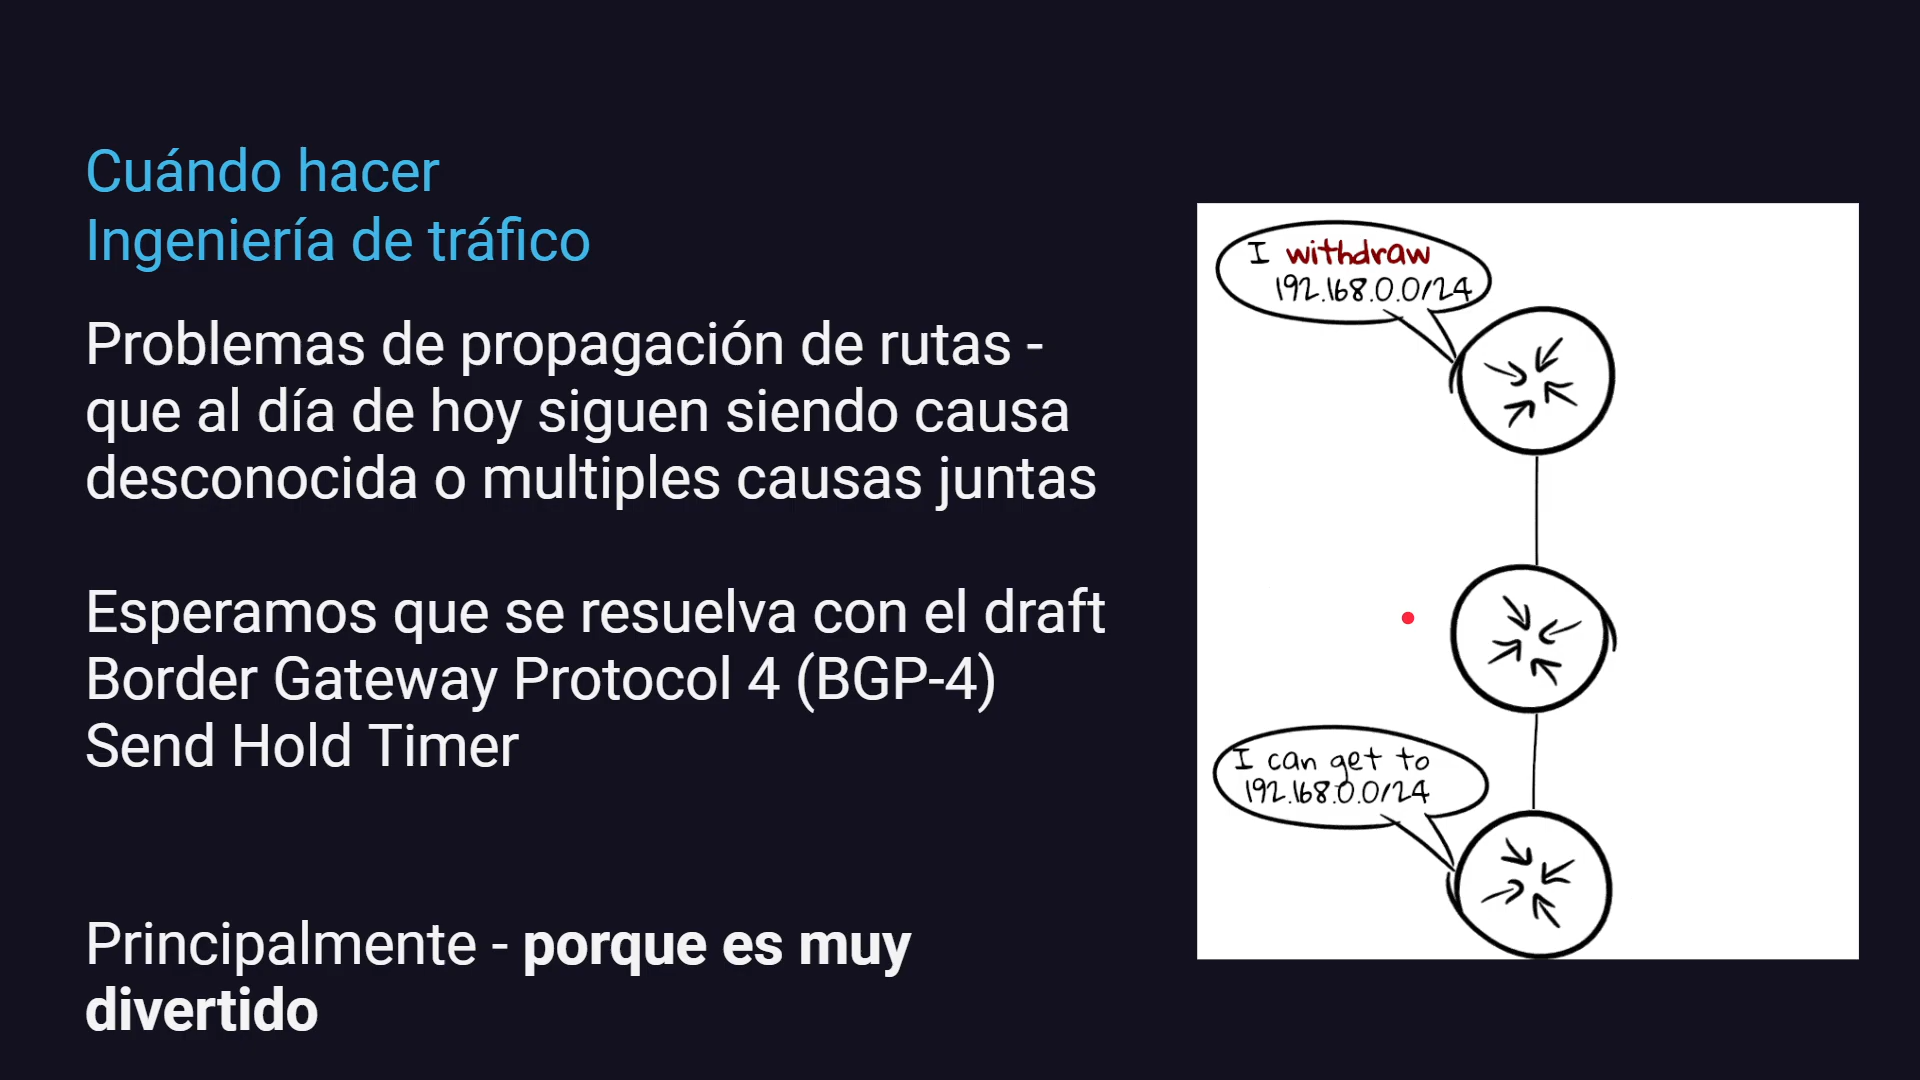 Cuándo hacer
Ingeniería de tráfico
Problemas de propagación de rutas -
que al día de hoy siguen siendo causa
desconocida o multiples causas juntas
Esperamos que se resuelva con el draft
Border Gateway Protocol 4 (BGP-4)
Send Hold Timer
Principalmente - porque es muy
divertido
I withdraw
192.168.0.0/24
I can get to
192.168.0.0/24